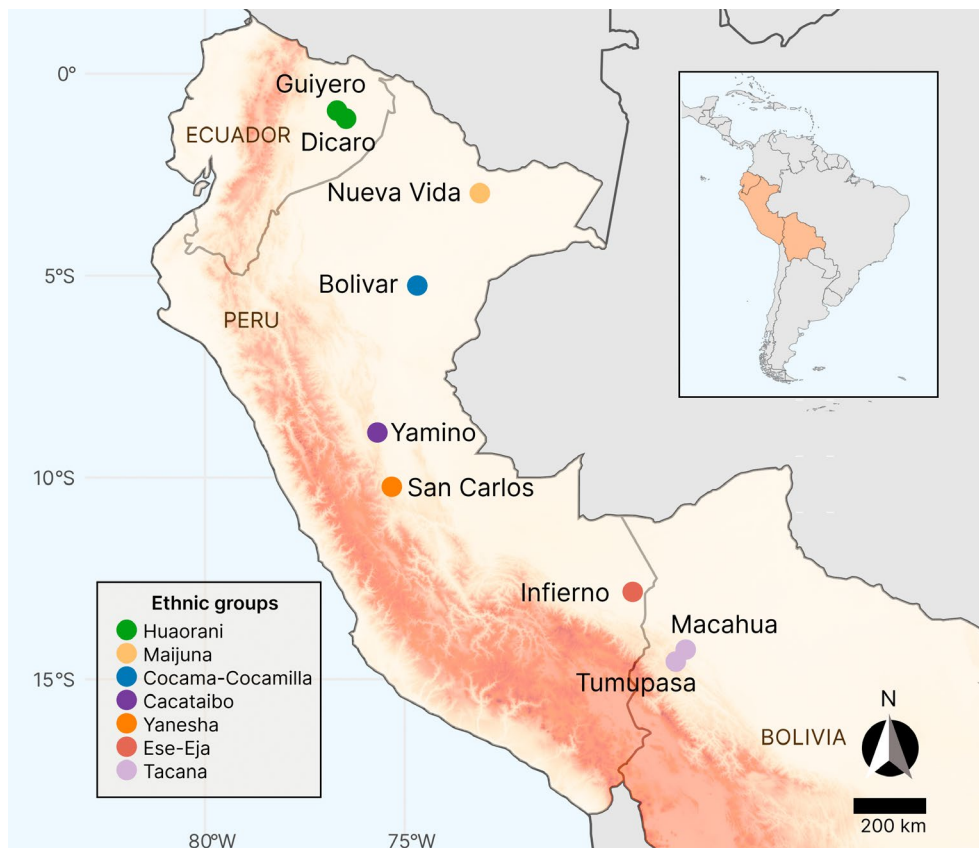 0°
Guiyero
ECUADOR
Dicaro
Nueva Vida
5°S
Bolivar
PERU
Yamino
10°S
San Carlos
Infierno
Macahua
Tumupasa
15°S
Ethnic groups
Huaorani
Maijuna
Cocama-Cocamilla
Cacataibo
Yanesha
Ese-Eja
Tacana
N
BOLIVIA
200 km
80°W
75°W